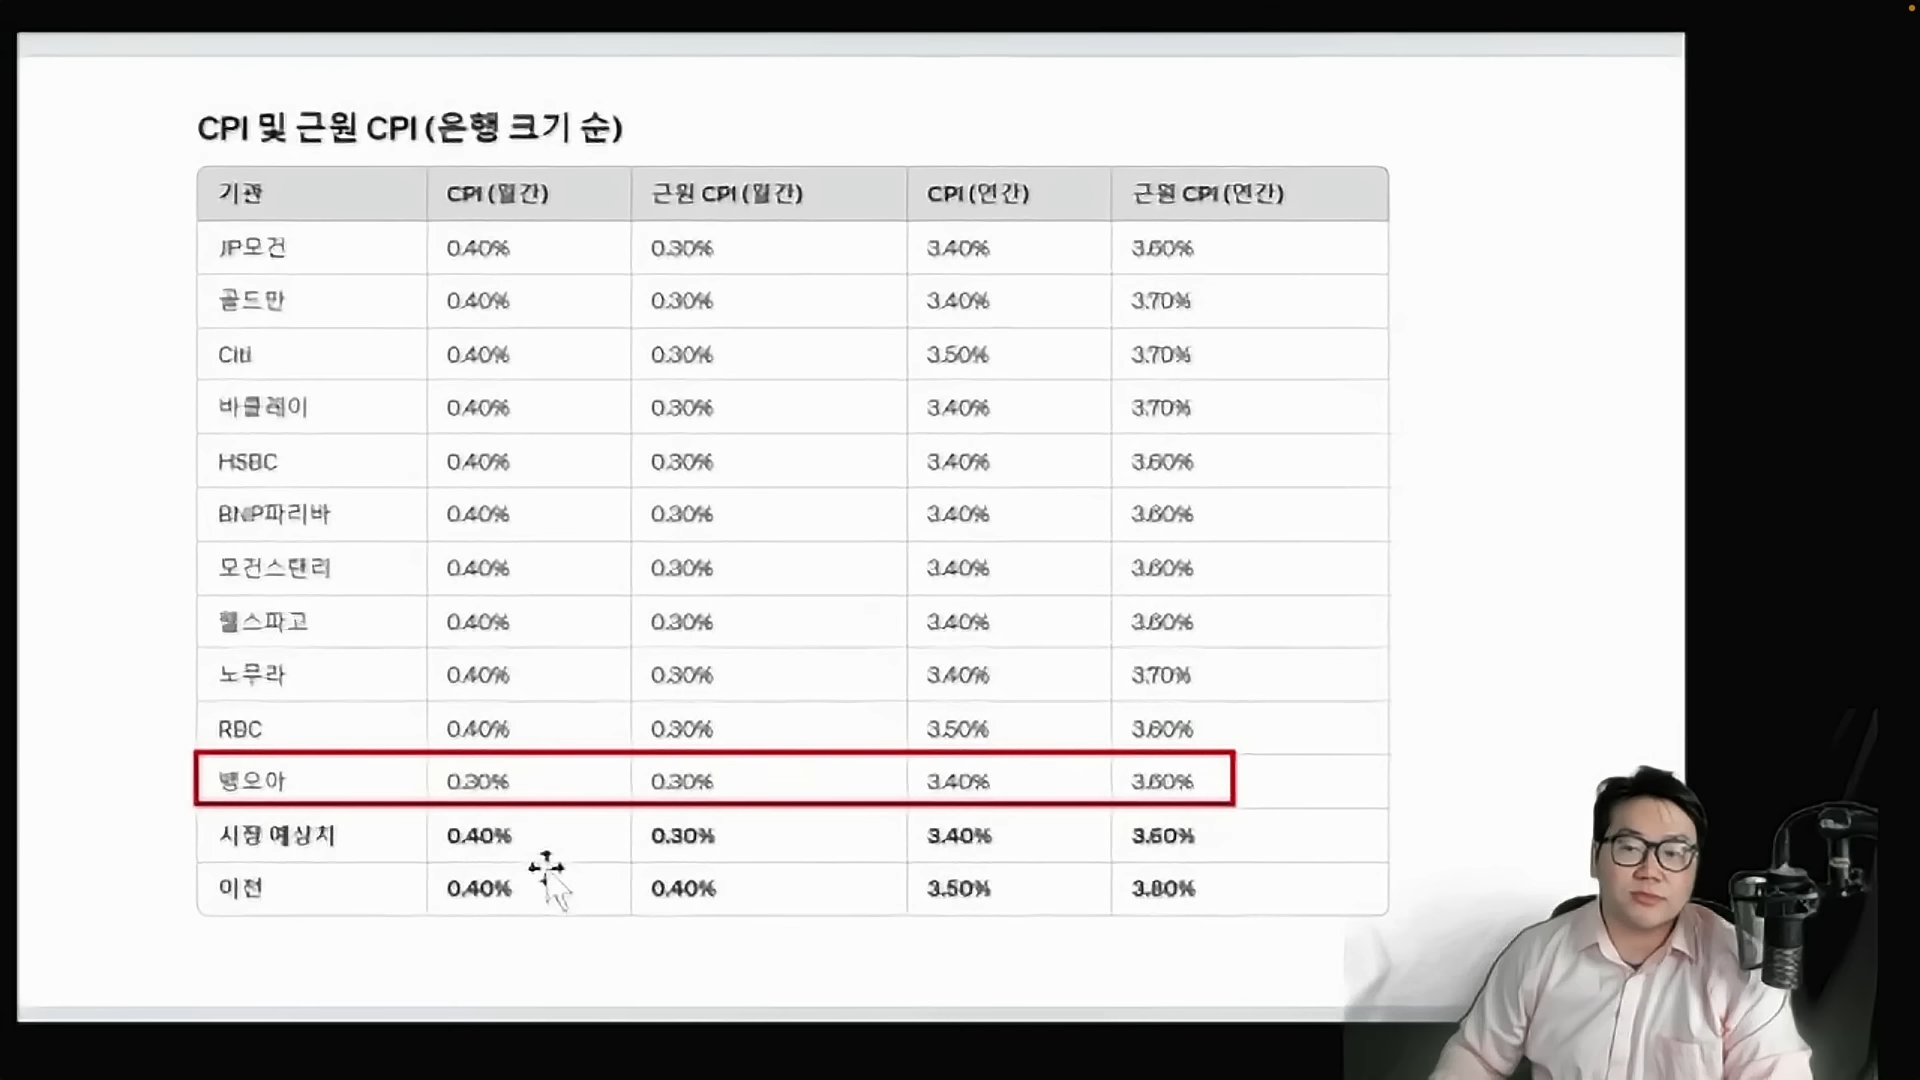 CPI 및 근원 CPI (은행 크기 순)
기관 CPI (월간) 근원 CPI (월간) CPI (연간) 근원 CPI (연간)
JP모건 0.40% 0.30% 3.40% 3.60%
골드만 0.40% 0.30% 3.40% 3.70%
Citi 0.40% 0.30% 3.50% 3.70%
바클레이 0.40% 0.30% 3.40% 3.70%
HSBC 0.40% 0.30% 3.40% 3.60%
BNP파리바 0.40% 0.30% 3.40% 3.60%
모건스탠리 0.40% 0.30% 3.40% 3.60%
웰스파고 0.40% 0.30% 3.40% 3.60%
노무라 0.40% 0.30% 3.40% 3.70%
RBC 0.40% 0.30% 3.50% 3.60%
뱅오아 0.30% 0.30% 3.40% 3.60%
시장 예상치 0.40% 0.30% 3.40% 3.60%
이전 0.40% 0.40% 3.50% 3.80%